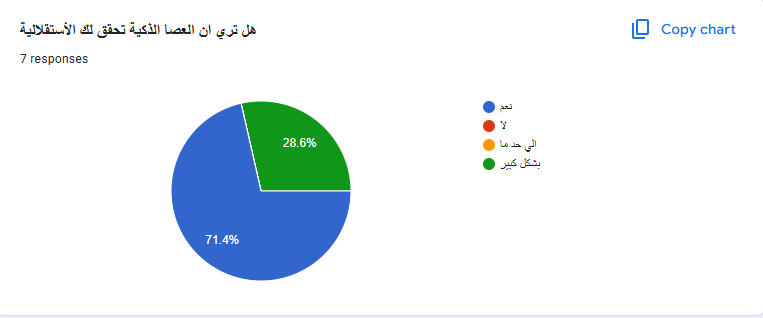 هل تري ان العصا الذكية تحقق لك الأستقلالية
Copy chart
7 responses
نعم
لا
الي حد ما
بشكل كبير
28.6%
71.4%